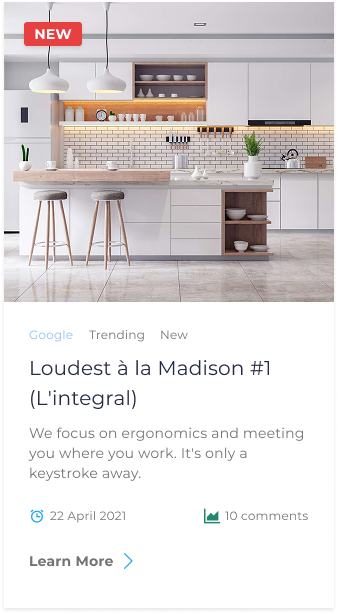 NEW
Google Trending New
Loudest à la Madison #1
(L'integral)
We focus on ergonomics and meeting
you where you work. It's only a
keystroke away.
22 April 2021 10 comments
Learn More